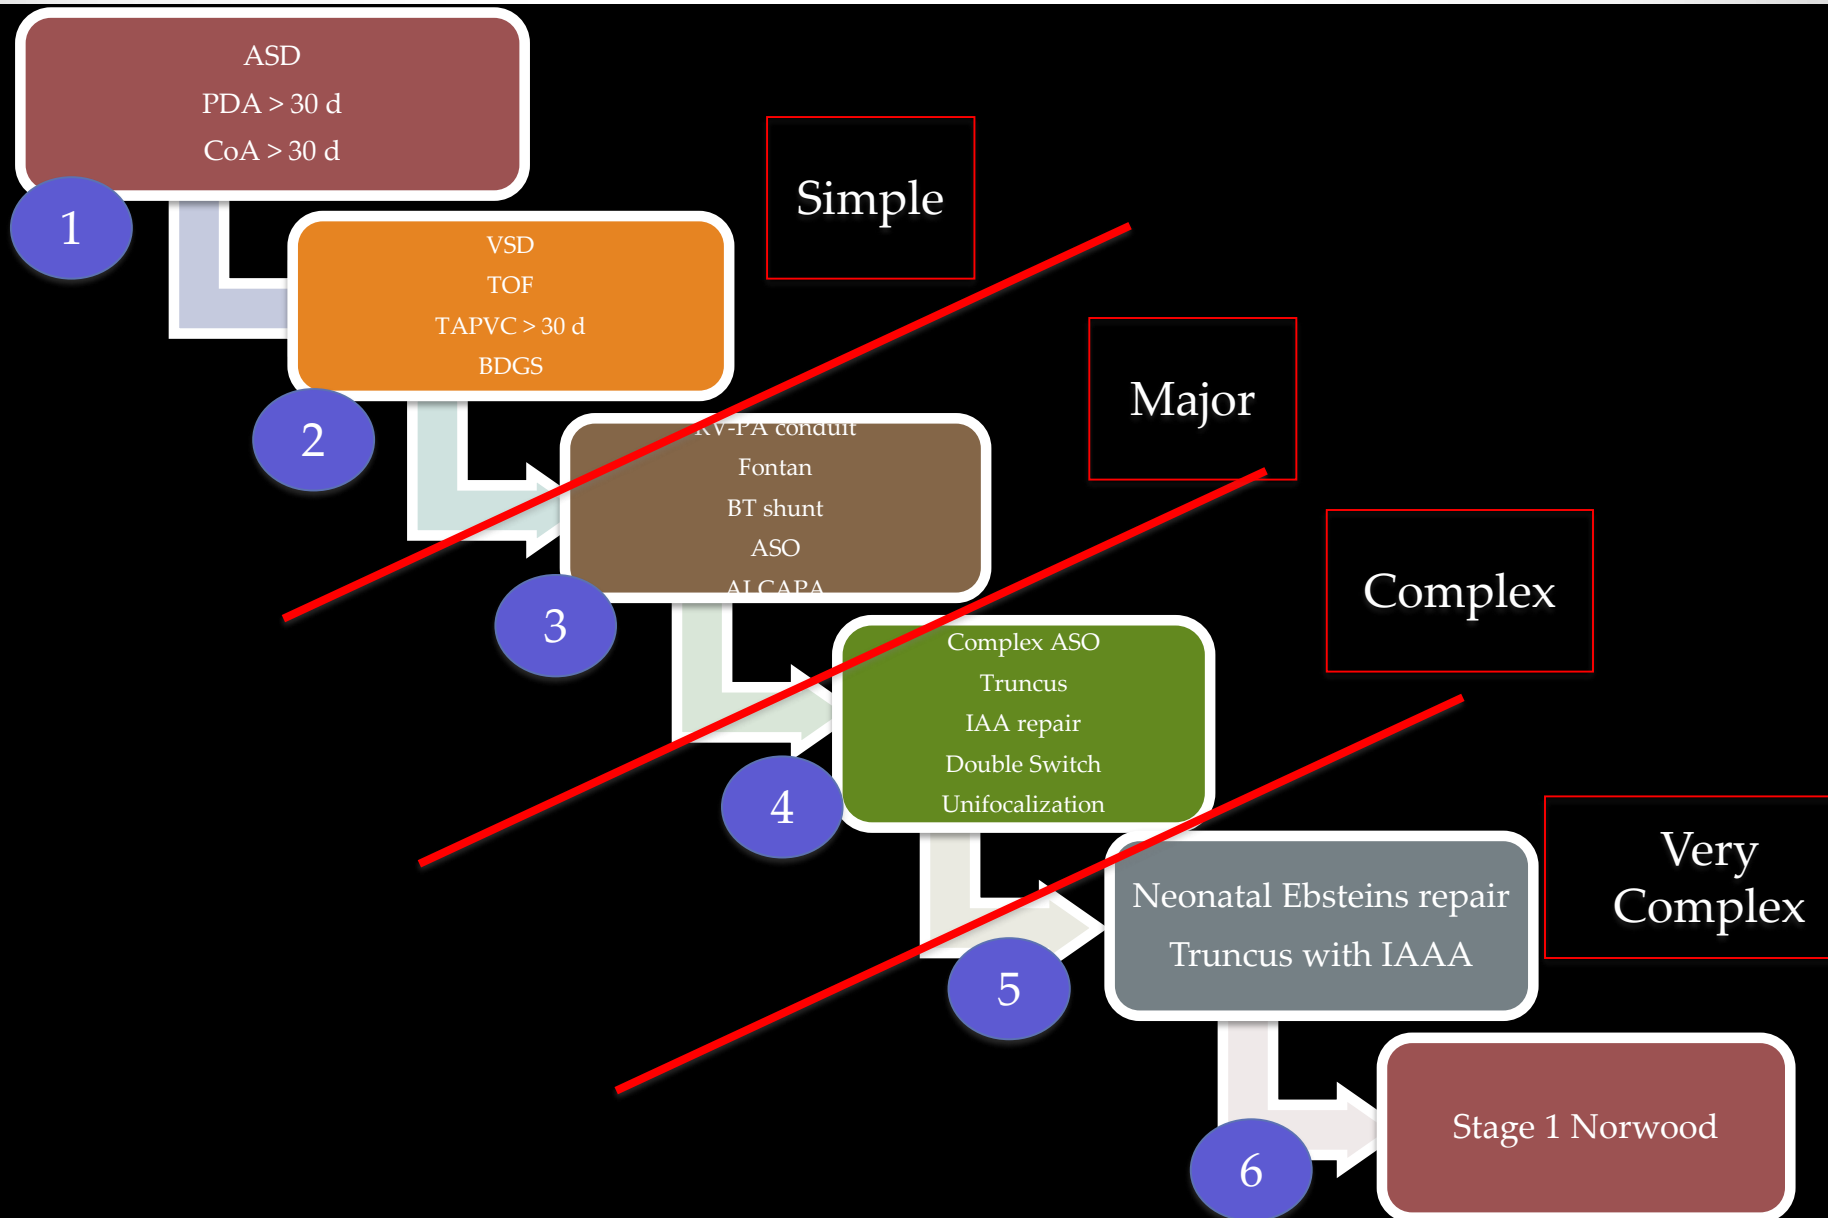 ASD
PDA > 30 d
CoA > 30 d
1
Simple
VSD
TOF
TAPVC > 30 d
BDGS
2
Major
RV-PA conduit
Fontan
BT shunt
ASO
ALCAPA
3
Complex
Complex ASO
Truncus
IAA repair
Double Switch
Unifocalization
4
Very
Complex
Neonatal Ebsteins repair
Truncus with IAAA
5
Stage 1 Norwood
6